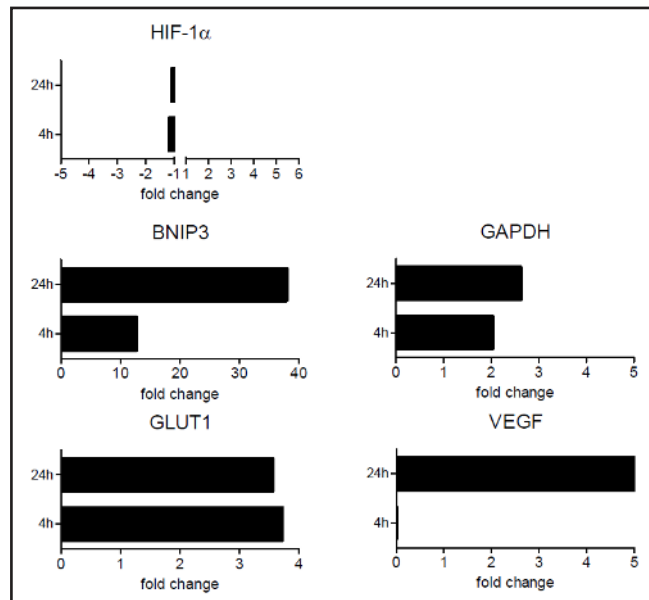 HIF-1α
24h
4h
-5 -4 -3 -2 -1 1 2 3 4 5 6
fold change
BNIP3
24h
4h
0 10 20 30 40
fold change
GAPDH
24h
4h
0 1 2 3 4 5
fold change
GLUT1
24h
4h
0 1 2 3 4
fold change
VEGF
24h
4h
0 1 2 3 4 5
fold change